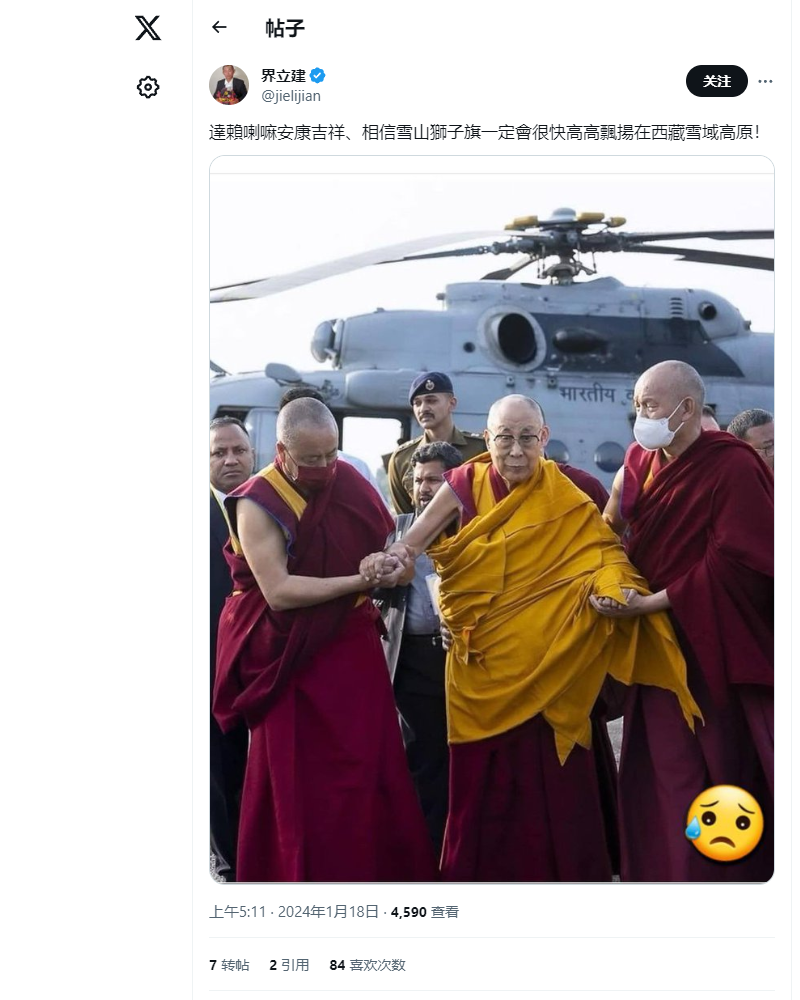 帖子
界立建
@jielijian
关注
達賴喇嘛安康吉祥、相信雪山獅子旗一定會很快高高飄揚在西藏雪域高原！
भारतीय
上午5:11 · 2024年1月18日 · 4,590 查看
7 转帖 2 引用 84 喜欢次数